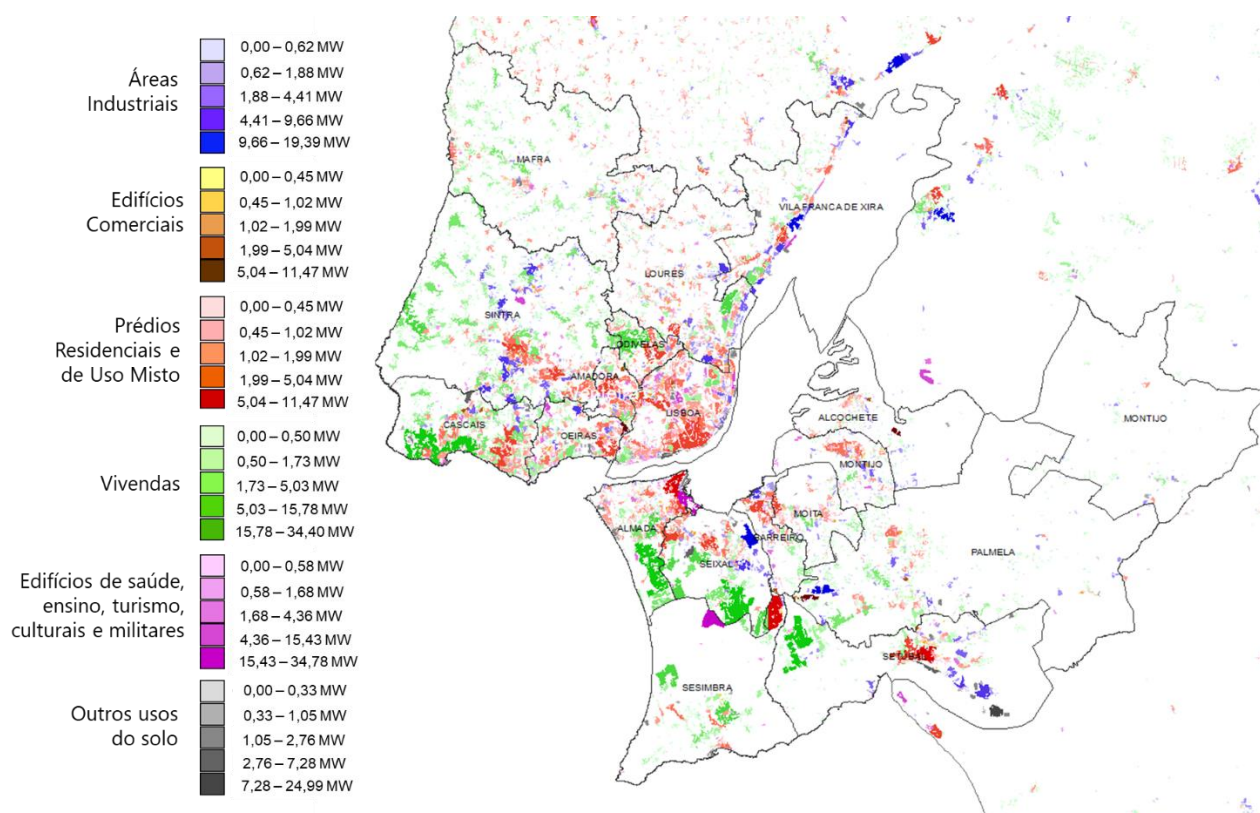 Áreas
Industriais
0,00 – 0,62 MW
0,62 – 1,88 MW
1,88 – 4,41 MW
4,41 – 9,66 MW
9,66 – 19,39 MW
Edifícios
Comerciais
0,00 – 0,45 MW
0,45 – 1,02 MW
1,02 – 1,99 MW
1,99 – 5,04 MW
5,04 – 11,47 MW
Prédios
Residenciais e
de Uso Misto
0,00 – 0,45 MW
0,45 – 1,02 MW
1,02 – 1,99 MW
1,99 – 5,04 MW
5,04 – 11,47 MW
Vivendas
0,00 – 0,50 MW
0,50 – 1,73 MW
1,73 – 5,03 MW
5,03 – 15,78 MW
15,78 – 34,40 MW
Edifícios de saúde,
ensino, turismo,
culturais e militares
0,00 – 0,58 MW
0,58 – 1,68 MW
1,68 – 4,36 MW
4,36 – 15,43 MW
15,43 – 34,78 MW
Outros usos
do solo
0,00 – 0,33 MW
0,33 – 1,05 MW
1,05 – 2,76 MW
2,76 – 7,28 MW
7,28 – 24,99 MW
MAFRA
VILA FRANCA DE XIRA
LOURES
SINTRA
ODIVELAS
AMADORA
LISBOA
CASCAIS
OEIRAS
ALCOCHETE
MONTIJO
MONTIJO
MOITA
ALMADA
BARREIRO
SEIXAL
PALMELA
SETÚBAL
SESIMBRA